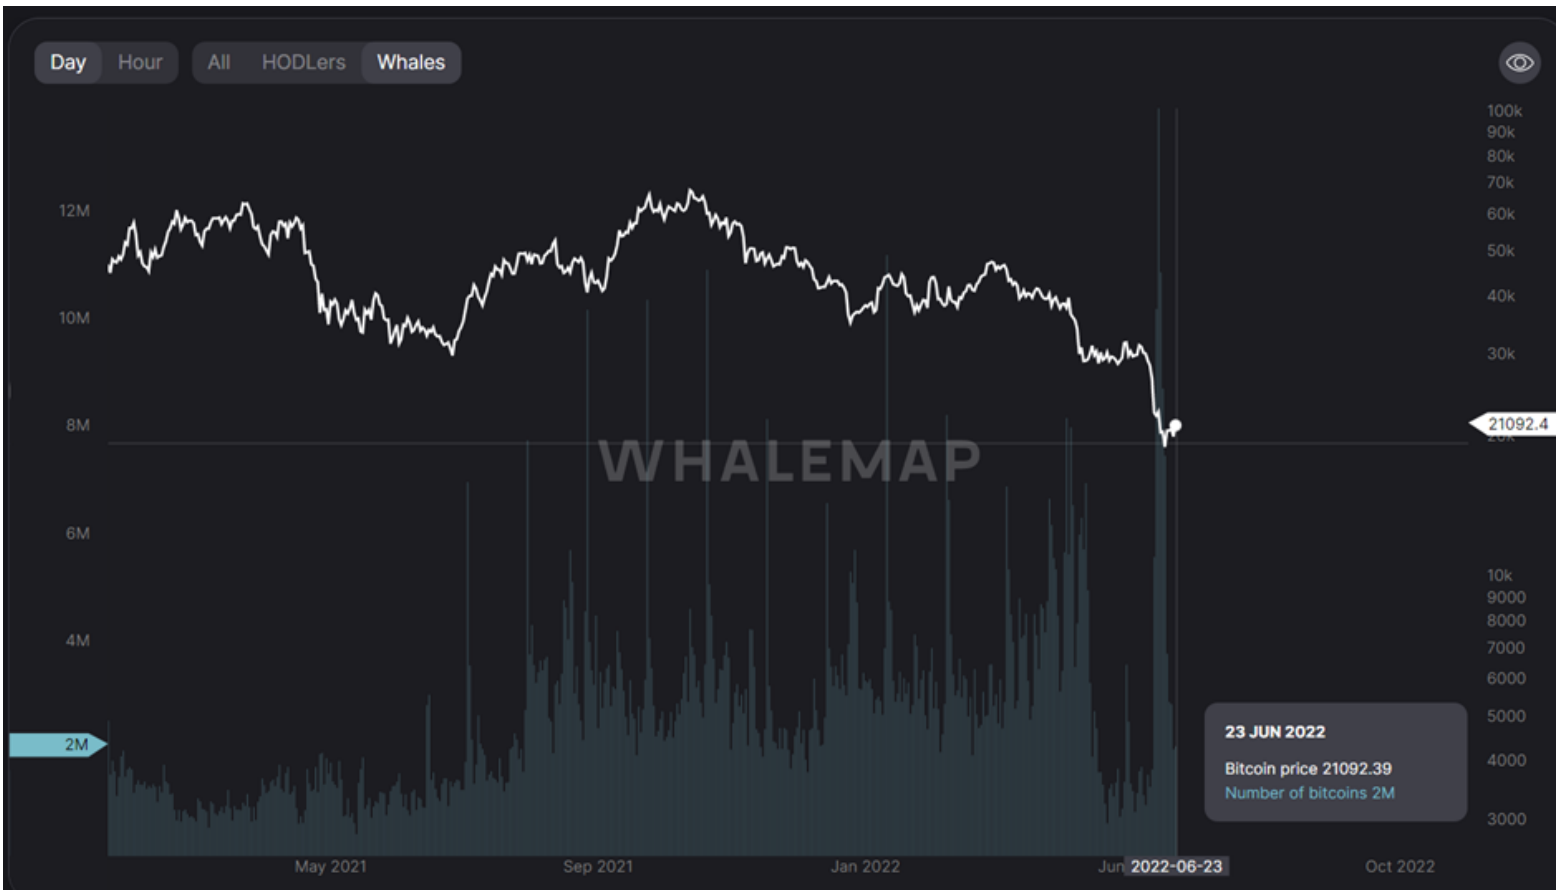 Day Hour All HODLers Whales
100k
90k
80k
70k
60k
50k
40k
30k
21092.4
10k
9000
8000
7000
6000
5000
4000
3000
12M
10M
8M
6M
4M
2M
WHALEMAP
23 JUN 2022
Bitcoin price 21092.39
Number of bitcoins 2M
May 2021 Sep 2021 Jan 2022 Jun 2022-06-23 Oct 2022